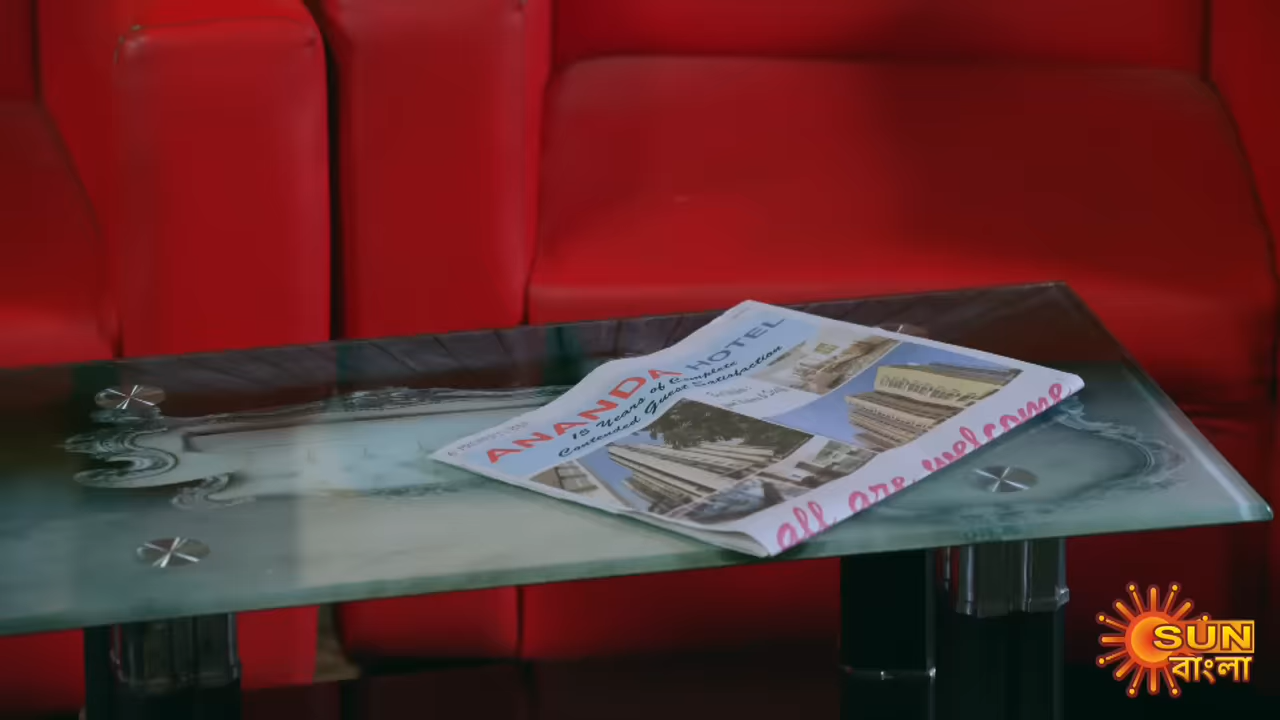 ANANDA HOTEL
15 Years of Complete
Contended Guest Satisfaction
all are welcome
SUN
বাংলা